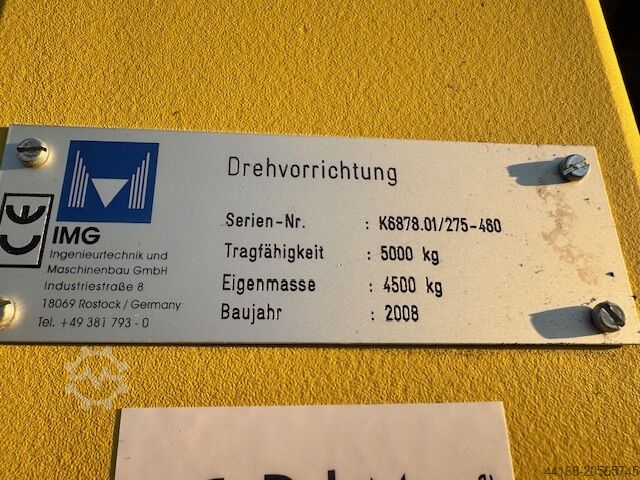 Drehvorrichtung
CE
IMG
Ingenieurtechnik und
Maschinenbau GmbH
Industriestraße 8
18069 Rostock / Germany
Tel. +49 381 793 - 0
Serien-Nr. : K6878.01/275-480
Tragfähigkeit : 5000 kg
Eigenmasse : 4500 kg
Baujahr : 2008